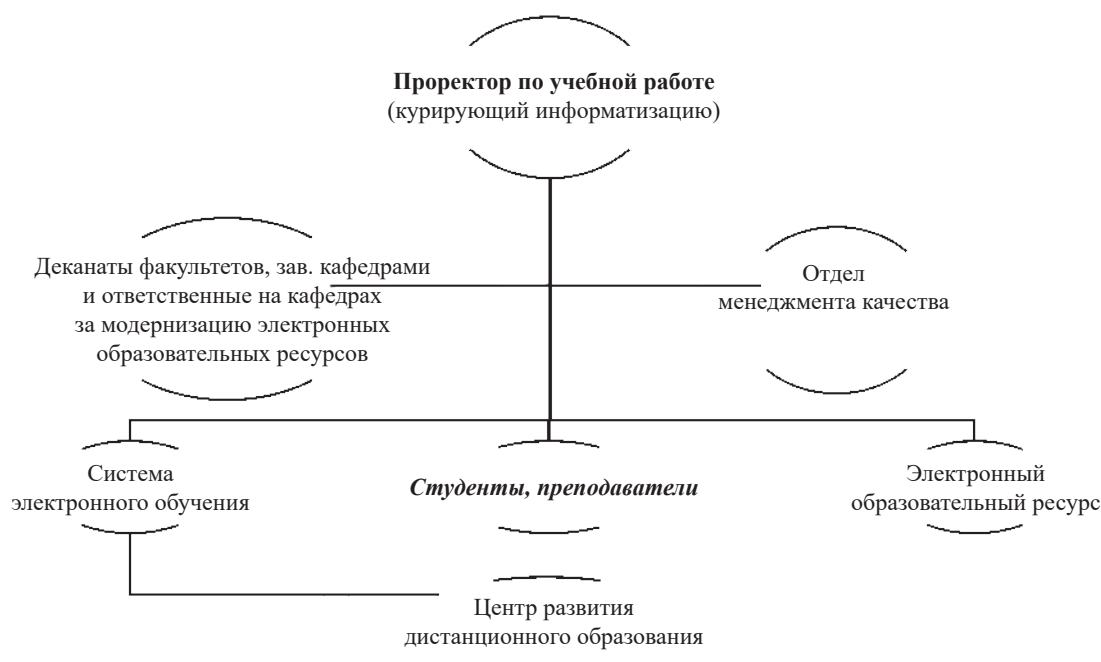 Проректор по учебной работе
(курирующий информатизацию)
Деканаты факультетов, зав. кафедрами
и ответственные на кафедрах
за модернизацию электронных
образовательных ресурсов
Отдел
менеджмента качества
Система
электронного обучения
Студенты, преподаватели
Электронный
образовательный ресурс
Центр развития
дистанционного образования